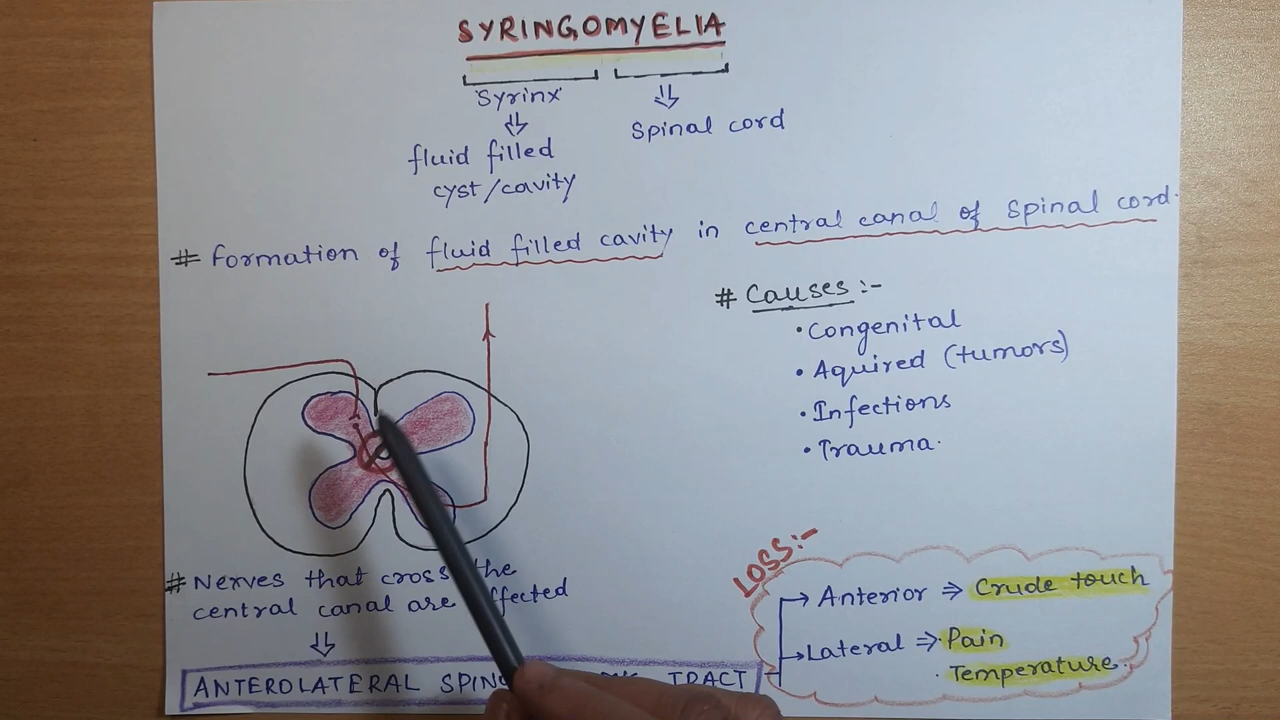 SYRINGOMYELIA
'Syrinx'
fluid filled
cyst/cavity
Spinal cord
# Formation of fluid filled cavity in central canal of Spinal cord.
# Causes :-
• Congenital
• Aquired (tumors)
• Infections
• Trauma.
# Nerves that cross the
central canal are
ANTEROLATERAL TRACT
LOSS:-
Anterior ⇒ Crude touch
Lateral ⇒ • Pain
• Temperature.